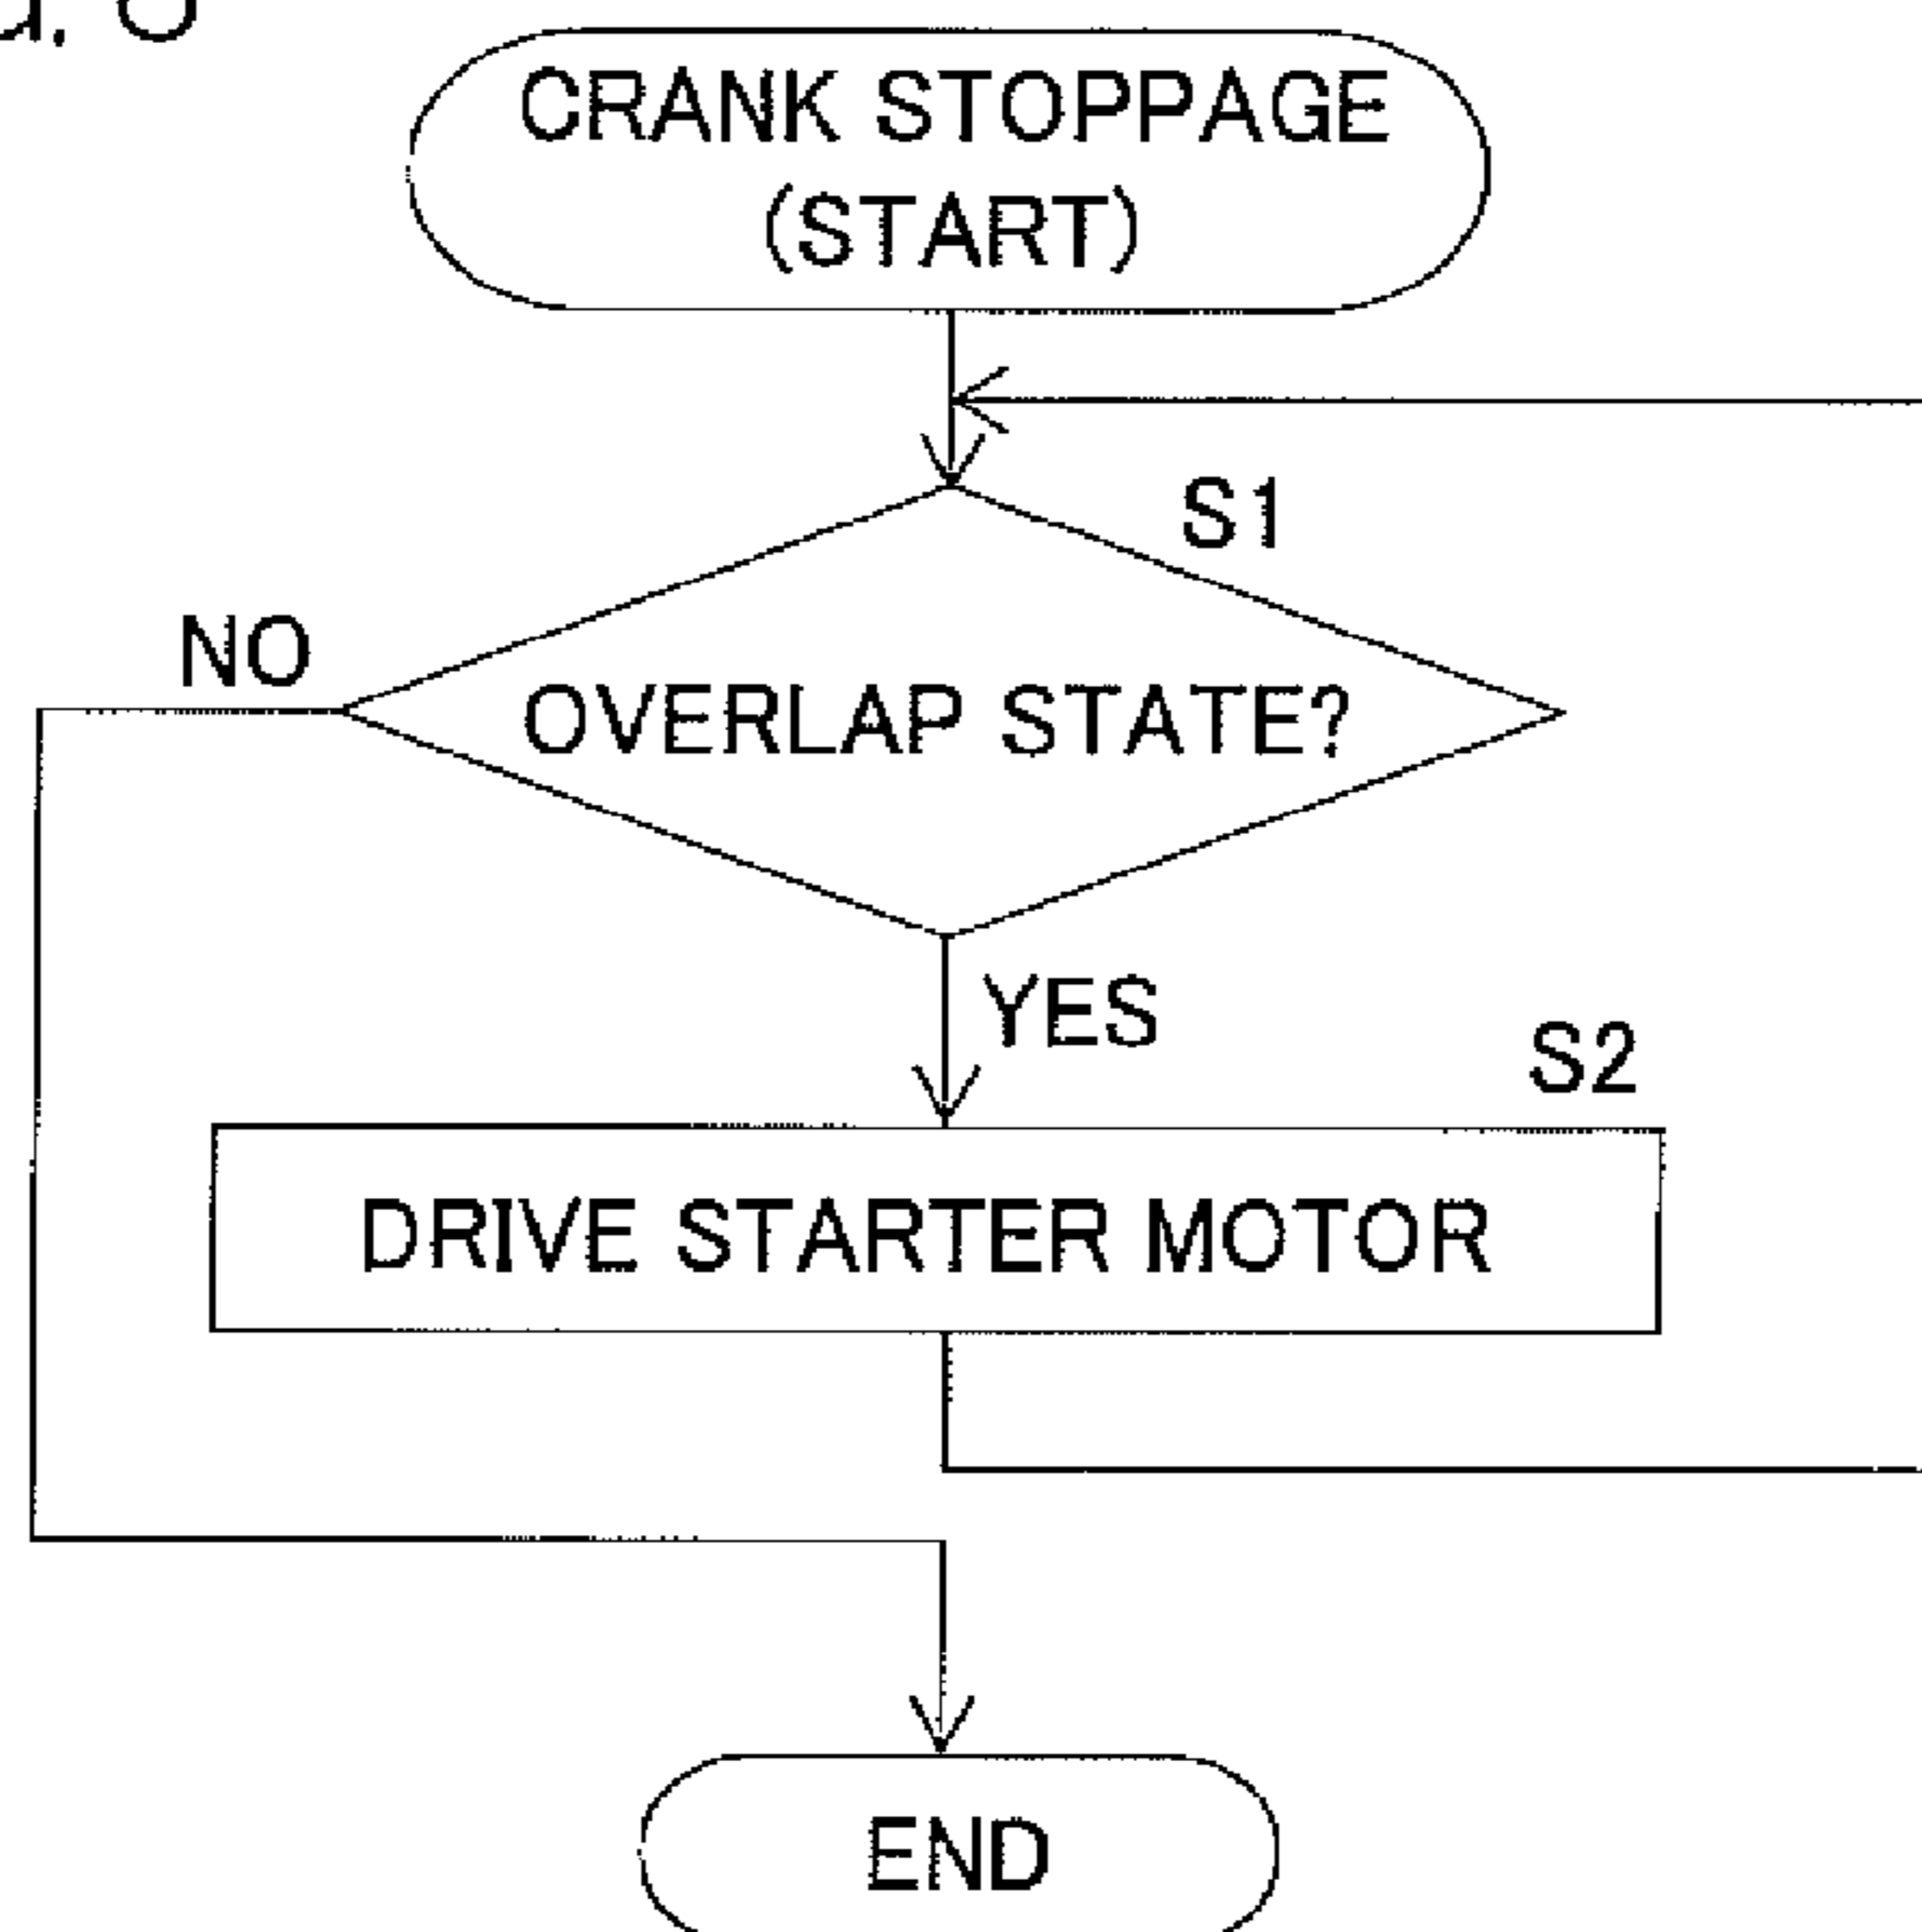 CRANK STOPPAGE
(START)
S1
NO
OVERLAP STATE?
YES
S2
DRIVE STARTER MOTOR
END